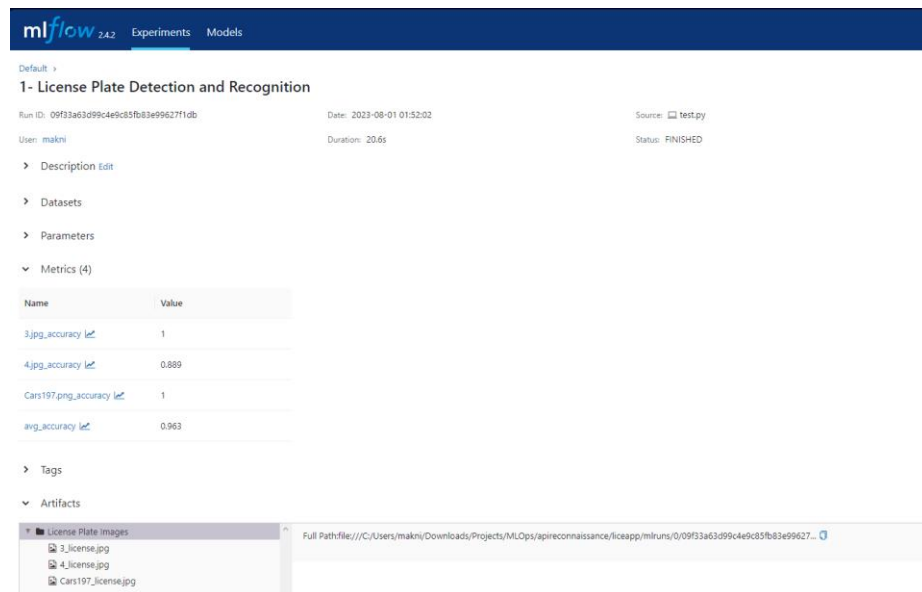 mlflow 2.4.2 Experiments Models
Default >
1- License Plate Detection and Recognition
Run ID: 09f33a63d99c4e9c85fb83e99627f1db Date: 2023-08-01 01:52:02 Source: test.py
User: makni Duration: 20.6s Status: FINISHED
Description Edit
Datasets
Parameters
Metrics (4)
Name Value
3.jpg_accuracy 1
4.jpg_accuracy 0.889
Cars197.png_accuracy 1
avg_accuracy 0.963
Tags
Artifacts
License Plate Images Full Path:file:///C:/Users/makni/Downloads/Projects/MLOps/apireconnaissance/liceapp/mlruns/0/09f33a63d99c4e9c85fb83e99627...
3_license.jpg
4_license.jpg
Cars197_license.jpg